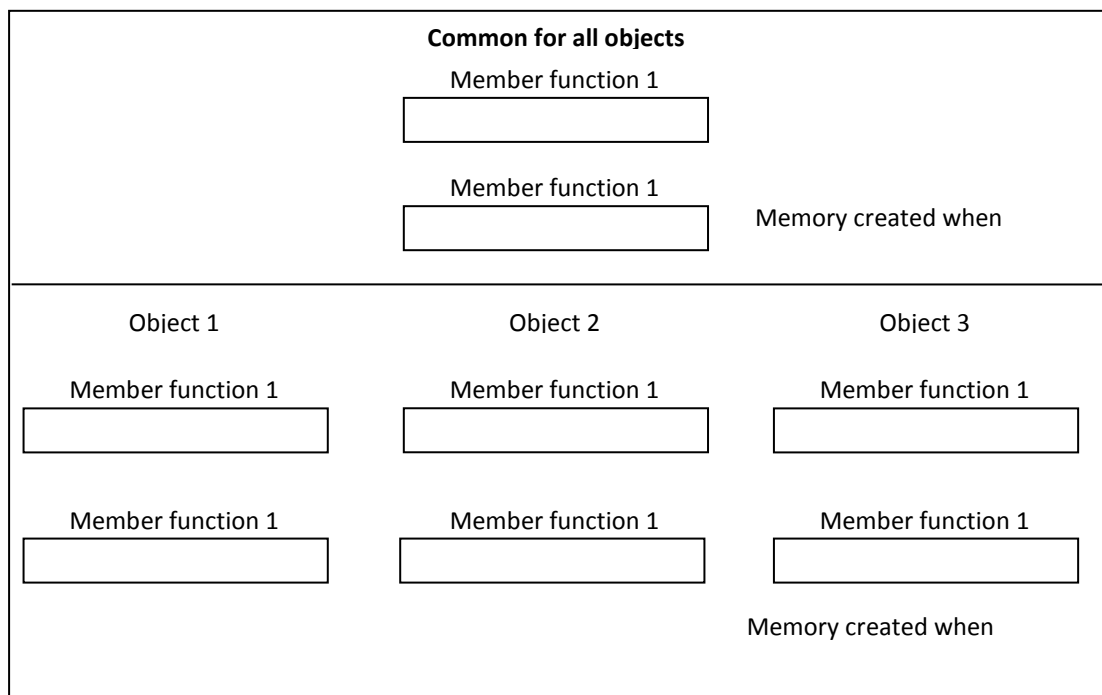 Common for all objects
Member function 1
Member function 1
Memory created when
Object 1 Object 2 Object 3
Member function 1 Member function 1 Member function 1
Member function 1 Member function 1 Member function 1
Memory created when